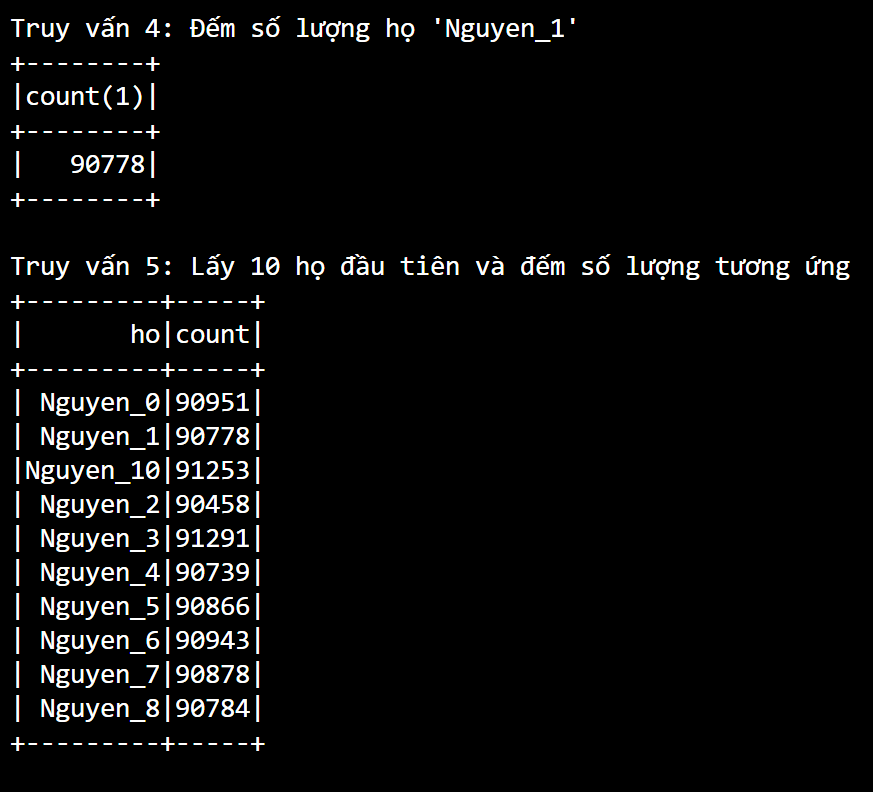 Truy vấn 4: Đếm số lượng họ 'Nguyen_1'
+--------+
|count(1)|
+--------+
|   90778|
+--------+

Truy vấn 5: Lấy 10 họ đầu tiên và đếm số lượng tương ứng
+---------+-----+
|       ho|count|
+---------+-----+
| Nguyen_0|90951|
| Nguyen_1|90778|
|Nguyen_10|91253|
| Nguyen_2|90458|
| Nguyen_3|91291|
| Nguyen_4|90739|
| Nguyen_5|90866|
| Nguyen_6|90943|
| Nguyen_7|90878|
| Nguyen_8|90784|
+---------+-----+